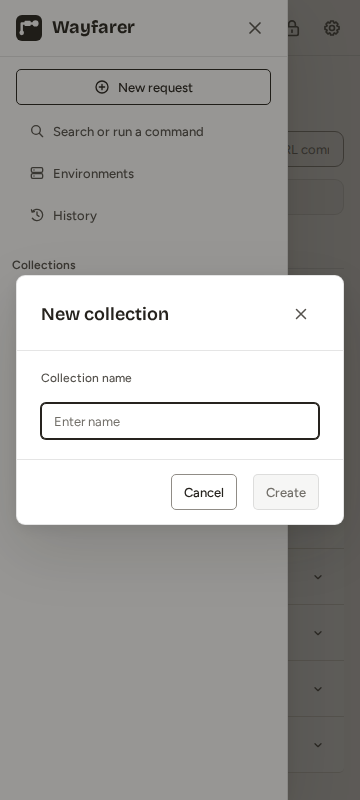 Wayfarer
New request
Search or run a command
Environments
History
Collections
New collection
Collection name
Enter name
Cancel
Create